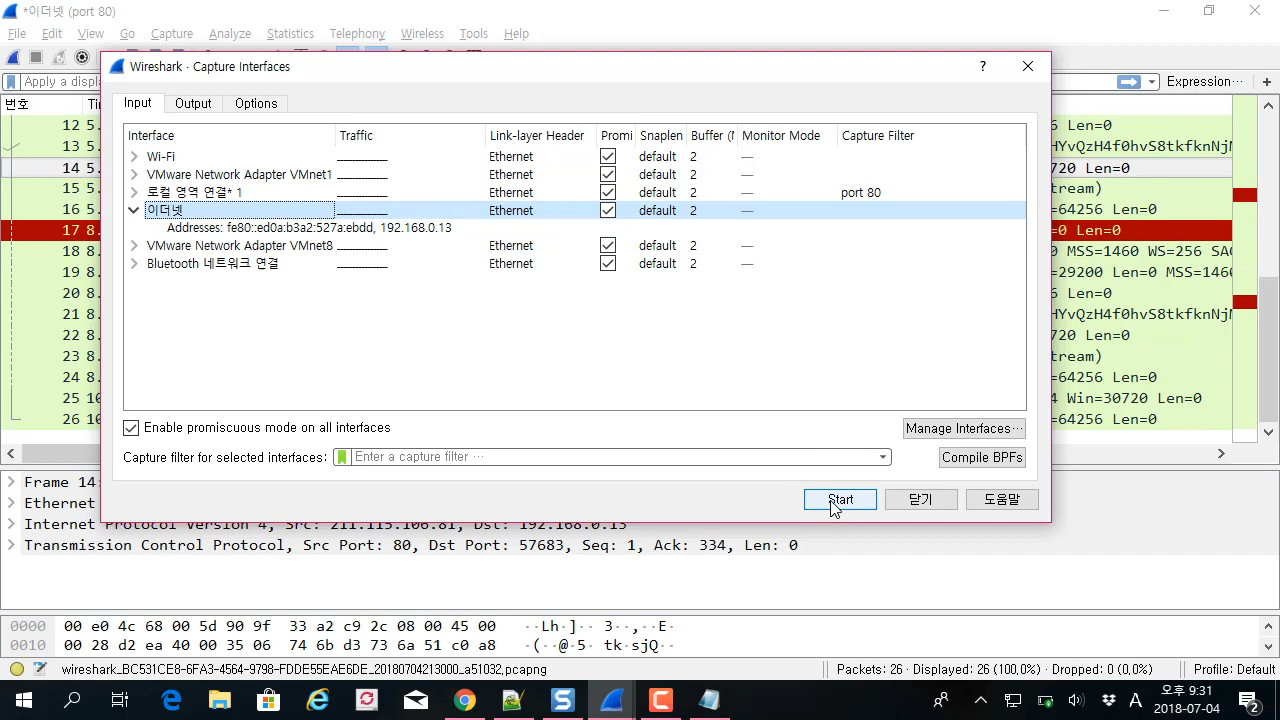 *이더넷 (port 80)
File Edit View Go Capture Analyze Statistics Telephony Wireless Tools Help
Wireshark · Capture Interfaces
Apply a displa
Expression…
Input Output Options
번호
Interface Traffic Link-layer Header Promi Snaplen Buffer (M Monitor Mode Capture Filter
Wi-Fi Ethernet default 2 —
VMware Network Adapter VMnet1 Ethernet default 2 —
로컬 영역 연결* 1 Ethernet default 2 — port 80
이더넷 Ethernet default 2 —
Addresses: fe80::ed0a:b3a2:527a:ebdd, 192.168.0.13
VMware Network Adapter VMnet8 Ethernet default 2 —
Bluetooth 네트워크 연결 Ethernet default 2 —
12 5. 6 Len=0
13 5. HYvQzH4f0hvS8tkfknNjM
14 5. 720 Len=0
15 5. tream)
16 5. =64256 Len=0
17 8. =0 Len=0
18 8. 0 MSS=1460 WS=256 SAC
19 8. =29200 Len=0 MSS=146
20 8. 6 Len=0
21 8. HYvQzH4f0hvS8tkfknNjM
22 8. 720 Len=0
23 8. tream)
24 8. =64256 Len=0
25 10 4 Win=30720 Len=0
26 10 =64256 Len=0
Enable promiscuous mode on all interfaces
Manage Interfaces…
Capture filter for selected interfaces: Enter a capture filter …
Compile BPFs
Start 닫기 도움말
Frame 14:
Ethernet
Internet Protocol Version 4, Src: 211.115.106.81, Dst: 192.168.0.13
Transmission Control Protocol, Src Port: 80, Dst Port: 57683, Seq: 1, Ack: 334, Len: 0
0000 00 e0 4c 68 00 5d 90 9f 33 a2 c9 2c 08 00 45 00 ··Lh·]·· 3··,··E·
0010 00 28 d2 ea 40 00 35 06 74 6b d3 73 6a 51 c0 a8 ·(··@·5· tk·sjQ··
wireshark_BC531CE8-6FA3-4564-9798-FDDE55EAE6DE_20180704213000_a51032.pcapng
Packets: 26 · Displayed: 26 (100.0%) · Dropped: 0 (0.0%)
Profile: Default
A
오후 9:31
2018-07-04
2